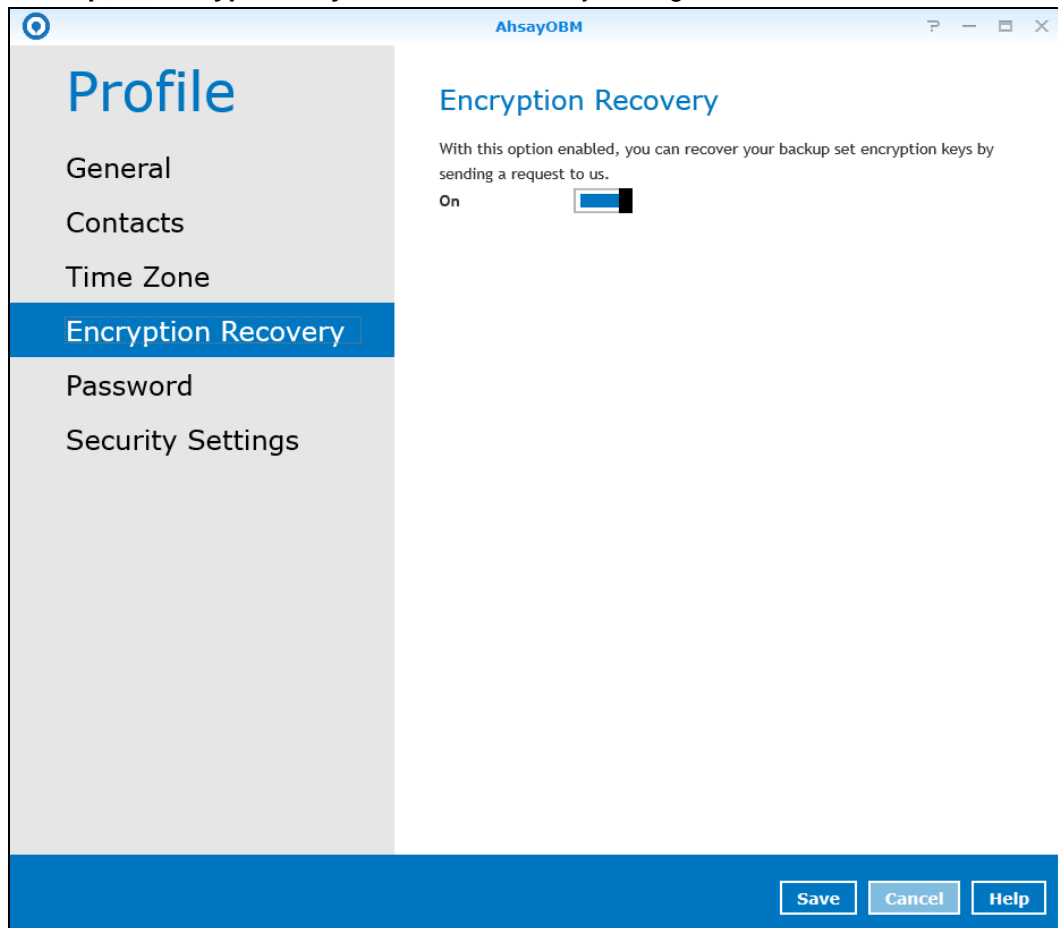 AhsayOBM
Profile
General
Contacts
Time Zone
Encryption Recovery
Password
Security Settings
Encryption Recovery
With this option enabled, you can recover your backup set encryption keys by
sending a request to us.
On
Save Cancel Help